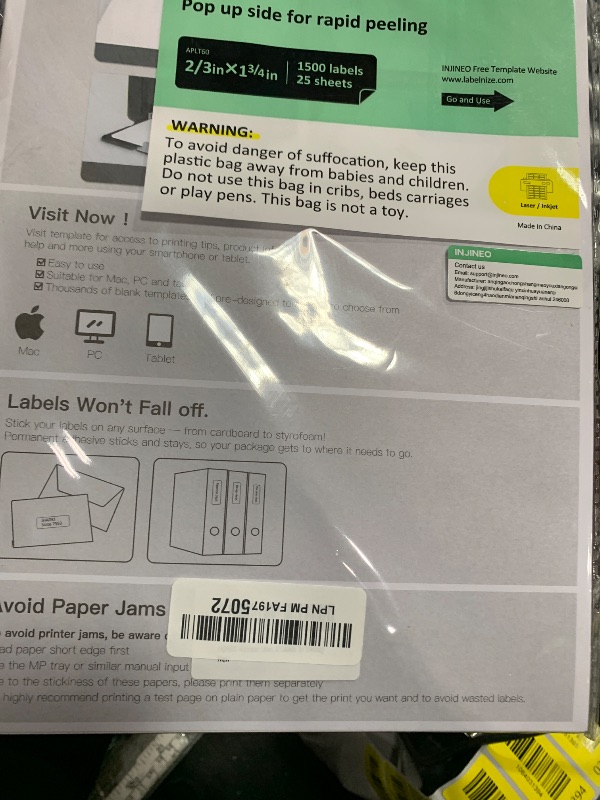 Pop up side for rapid peeling
APLT60
2/3in×1 3/4in
1500 labels
25 sheets
INJINEO Free Template Website
www.labelnize.com
Go and Use
WARNING:
To avoid danger of suffocation, keep this
plastic bag away from babies and children.
Do not use this bag in cribs, beds carriages
or play pens. This bag is not a toy.
Laser / Inkjet
Made in China
Visit Now !
Visit template for access to printing tips, product
help and more using your smartphone or tablet.
☑ Easy to use
☑ Suitable for Mac, PC and
☑ Thousands of blank templates pre-designed to choose from
Mac
PC
Tablet
INJINEO
Contact us
Email: support@injineo.com
Labels Won't Fall off.
Stick your labels on any surface — from cardboard to styrofoam!
Permanent adhesive sticks and stays, so your package gets to where it needs to go.
Avoid Paper Jams
avoid printer jams, be aware
paper short edge first
the MP tray or similar manual input
to the stickiness of these papers, please print them separately
highly recommend printing a test page on plain paper to get the print you want and to avoid wasted labels.
LPN PM FA1975072